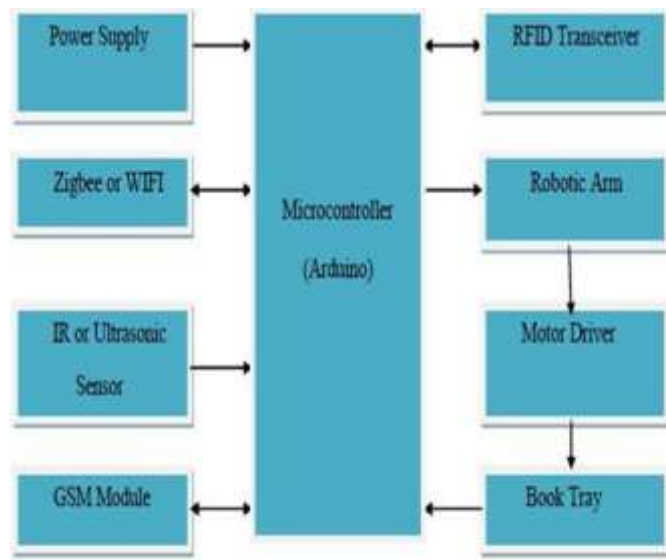 Power Supply
RFID Transceiver
Zigbee or WIFI
Robotic Arm
Microcontroller
(Arduino)
IR or Ultrasonic
Sensor
Motor Driver
GSM Module
Book Tray